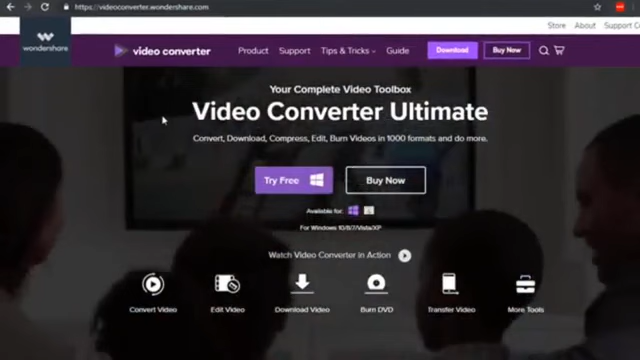 https://videoconverter.wondershare.com
Store About Support C
wondershare
video converter Product Support Tips & Tricks Guide Download Buy Now
Your Complete Video Toolbox
Video Converter Ultimate
Convert, Download, Compress, Edit, Burn Videos in 1000 formats and do more.
Try Free Buy Now
Available for:
For Windows 10/8/7/Vista/XP
Watch Video Converter in Action
Convert Video Edit Video Download Video Burn DVD Transfer Video More Tools